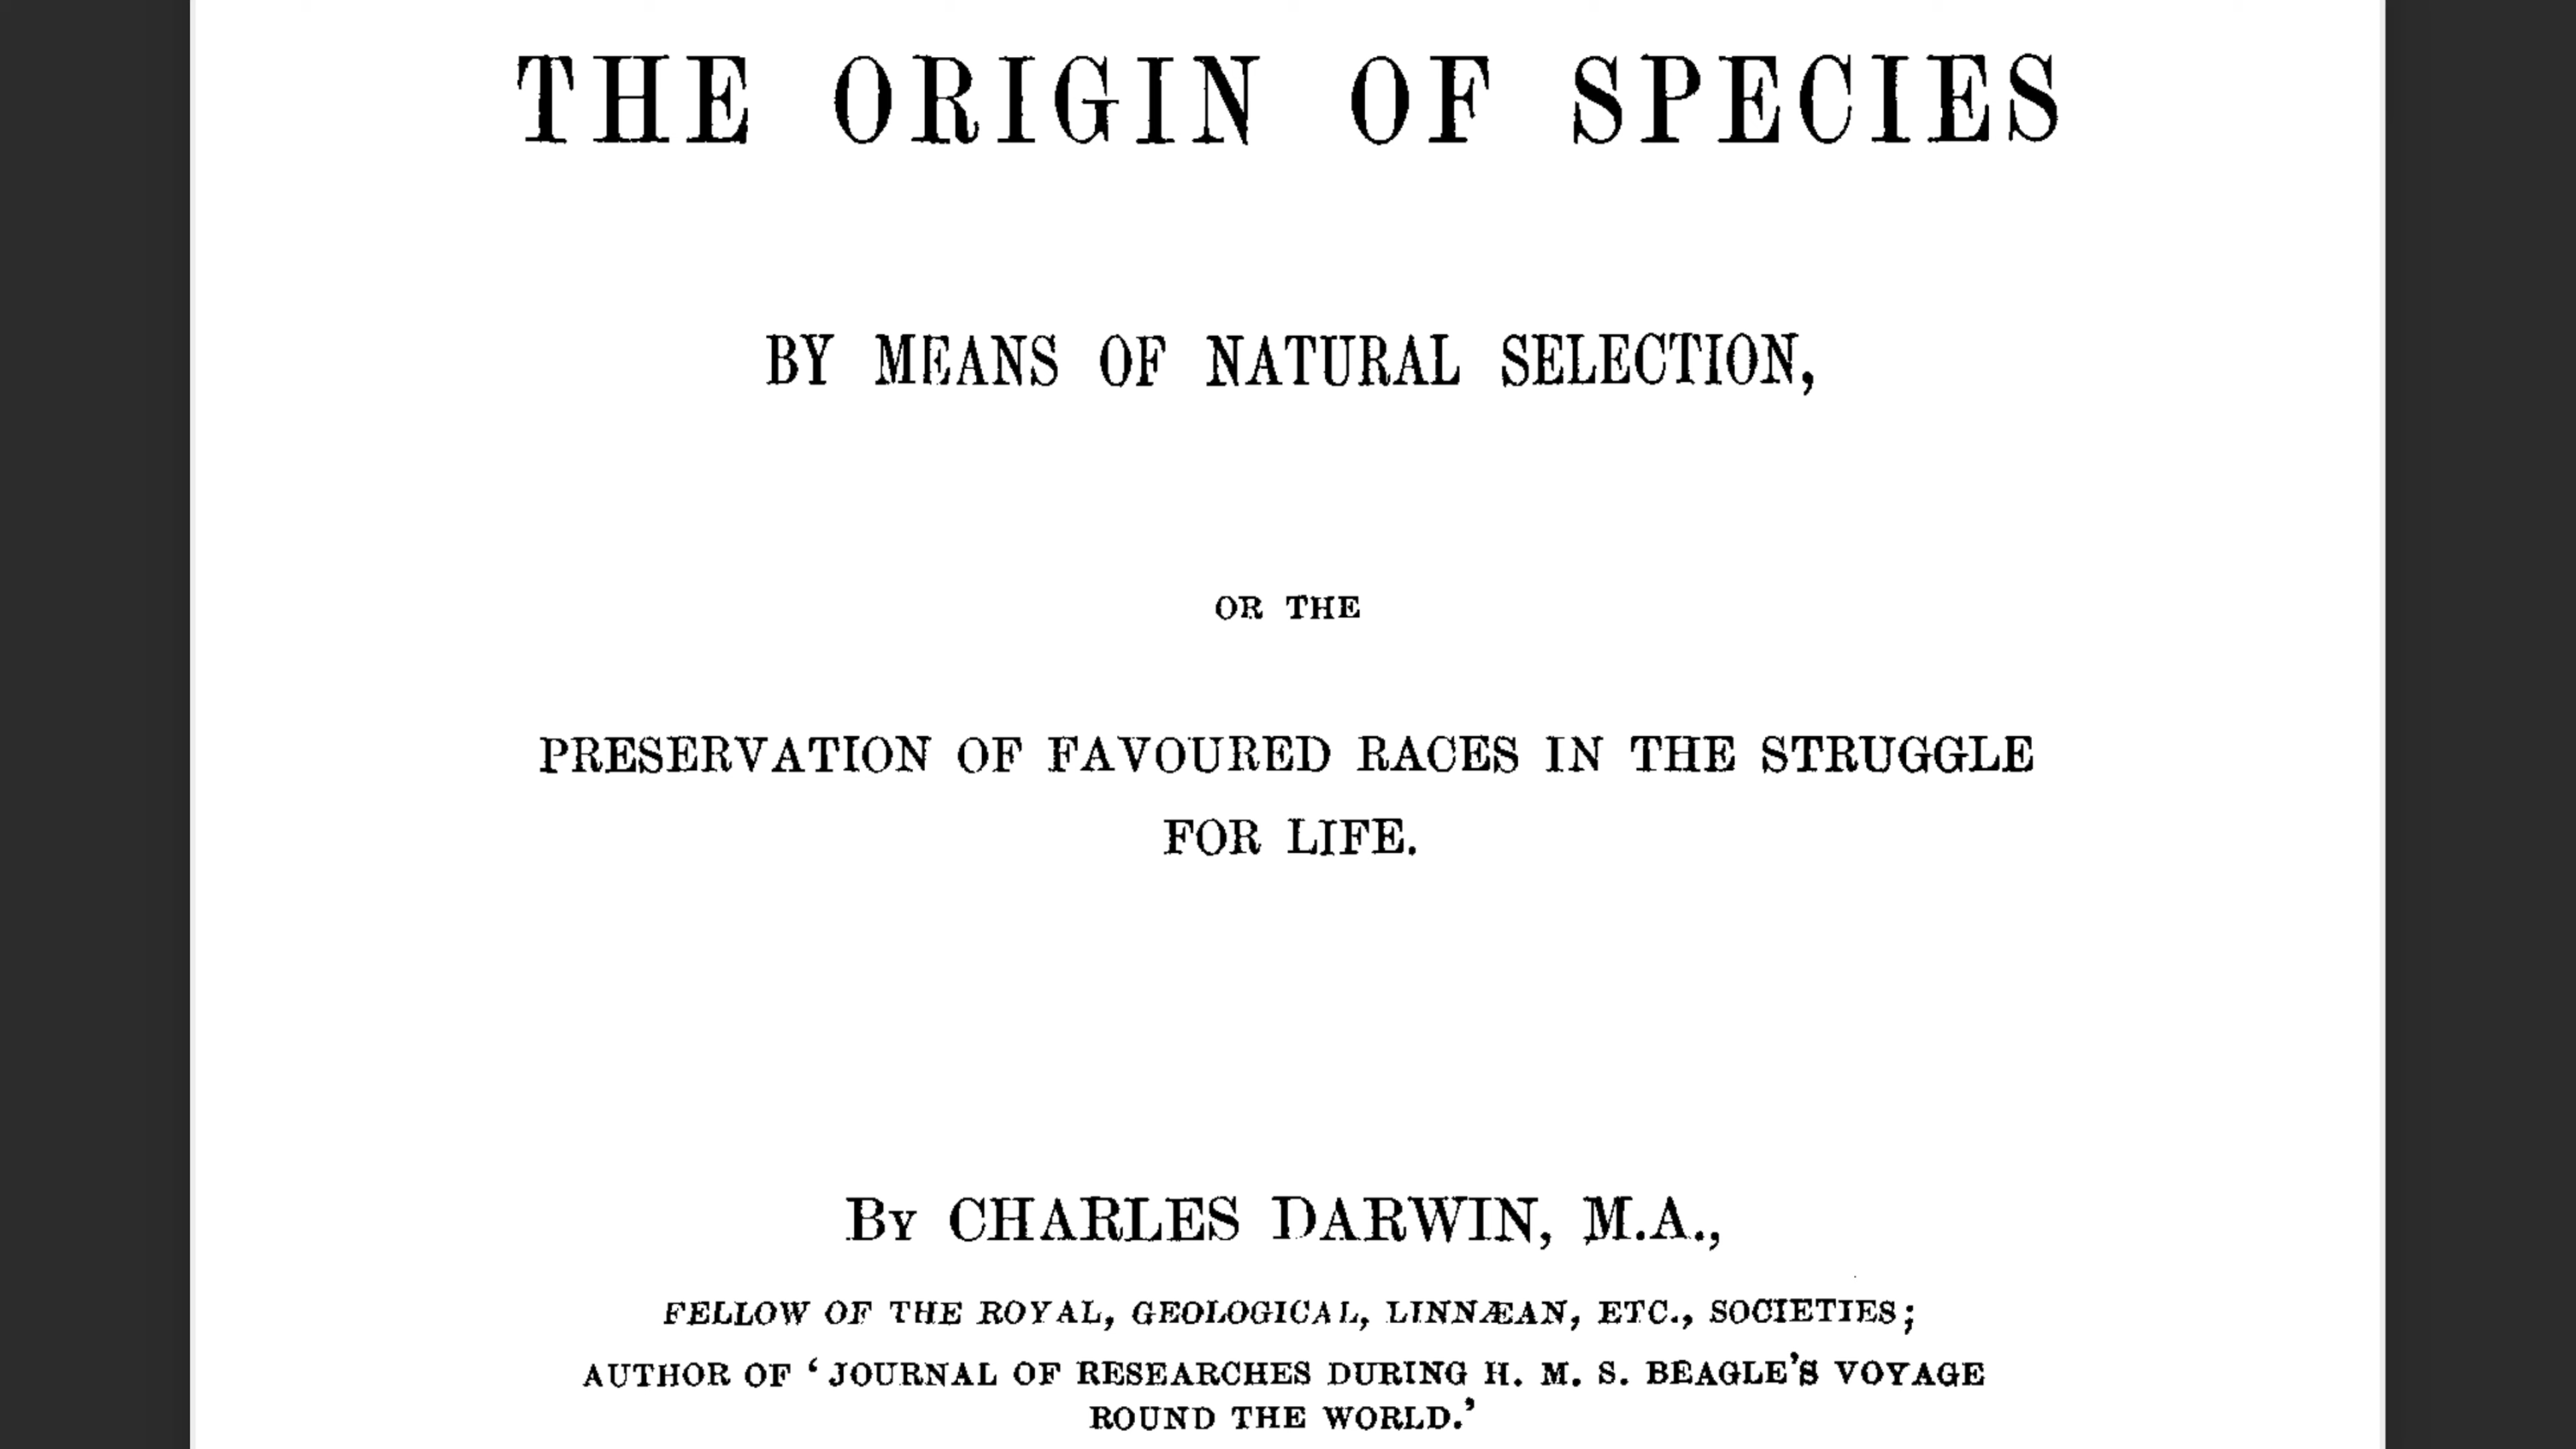 THE ORIGIN OF SPECIES
BY MEANS OF NATURAL SELECTION,
OR THE
PRESERVATION OF FAVOURED RACES IN THE STRUGGLE
FOR LIFE.
BY CHARLES DARWIN, M.A.,
FELLOW OF THE ROYAL, GEOLOGICAL, LINNÆAN, ETC., SOCIETIES;
AUTHOR OF ‘JOURNAL OF RESEARCHES DURING H. M. S. BEAGLE’S VOYAGE
ROUND THE WORLD.’